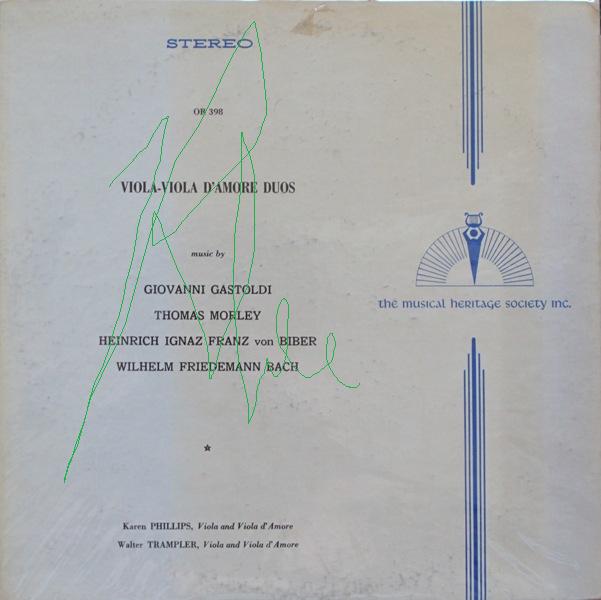 STEREO
OR 398
VIOLA-VIOLA D'AMORE DUOS
music by
GIOVANNI GASTOLDI
THOMAS MORLEY
HEINRICH IGNAZ FRANZ von BIBER
WILHELM FRIEDEMANN BACH
the musical heritage society inc.
Karen PHILLIPS, Viola and Viola d'Amore
Walter TRAMPLER, Viola and Viola d'Amore